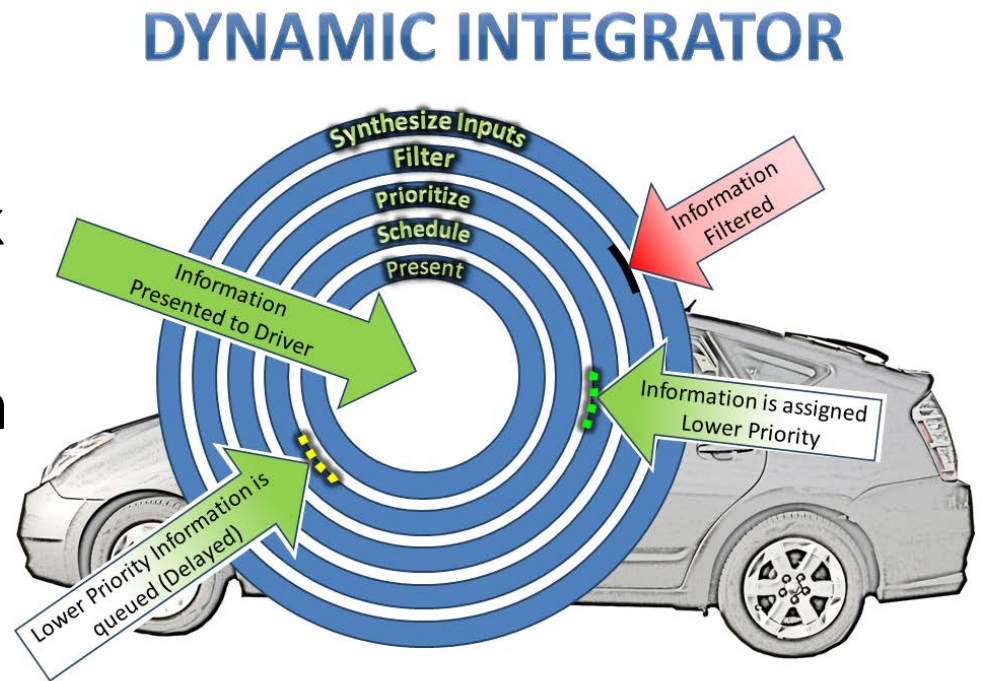 DYNAMIC INTEGRATOR
Synthesize Inputs
Filter
Prioritize
Schedule
Present
Information
Filtered
Information
Presented to Driver
Information is assigned
Lower Priority
Lower Priority Information is
queued (Delayed)